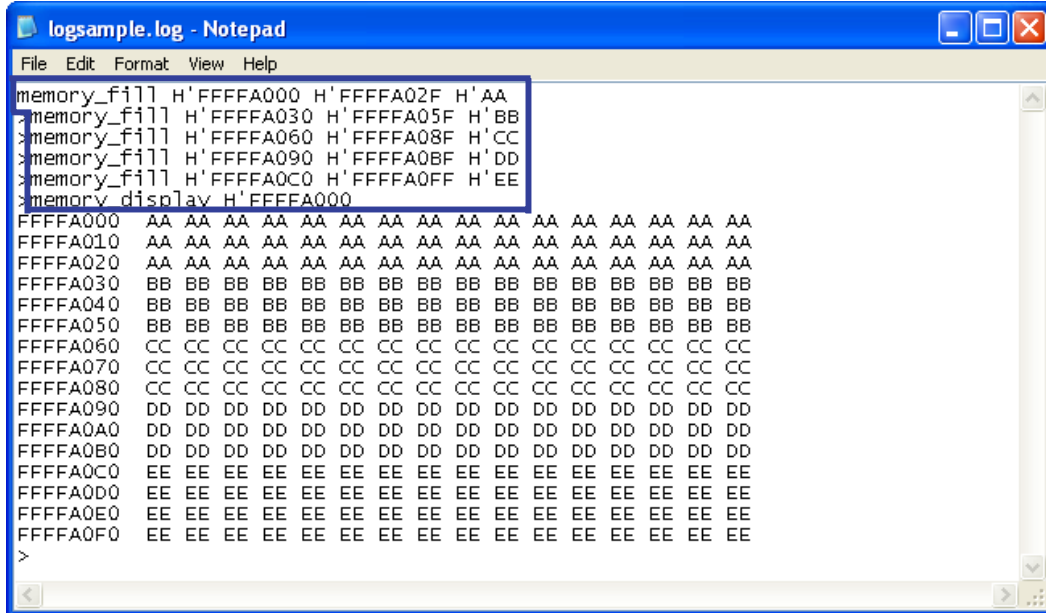 logsample.log - Notepad
File Edit Format View Help
memory_fill H'FFFFA000 H'FFFFA02F H'AA
>memory_fill H'FFFFA030 H'FFFFA05F H'BB
>memory_fill H'FFFFA060 H'FFFFA08F H'CC
>memory_fill H'FFFFA090 H'FFFFA0BF H'DD
>memory_fill H'FFFFA0C0 H'FFFFA0FF H'EE
>memory_display H'FFFFA000
FFFFA000 AA AA AA AA AA AA AA AA AA AA AA AA AA AA AA AA
FFFFA010 AA AA AA AA AA AA AA AA AA AA AA AA AA AA AA AA
FFFFA020 AA AA AA AA AA AA AA AA AA AA AA AA AA AA AA AA
FFFFA030 BB BB BB BB BB BB BB BB BB BB BB BB BB BB BB BB
FFFFA040 BB BB BB BB BB BB BB BB BB BB BB BB BB BB BB BB
FFFFA050 BB BB BB BB BB BB BB BB BB BB BB BB BB BB BB BB
FFFFA060 CC CC CC CC CC CC CC CC CC CC CC CC CC CC CC CC
FFFFA070 CC CC CC CC CC CC CC CC CC CC CC CC CC CC CC CC
FFFFA080 CC CC CC CC CC CC CC CC CC CC CC CC CC CC CC CC
FFFFA090 DD DD DD DD DD DD DD DD DD DD DD DD DD DD DD DD
FFFFA0A0 DD DD DD DD DD DD DD DD DD DD DD DD DD DD DD DD
FFFFA0B0 DD DD DD DD DD DD DD DD DD DD DD DD DD DD DD DD
FFFFA0C0 EE EE EE EE EE EE EE EE EE EE EE EE EE EE EE EE
FFFFA0D0 EE EE EE EE EE EE EE EE EE EE EE EE EE EE EE EE
FFFFA0E0 EE EE EE EE EE EE EE EE EE EE EE EE EE EE EE EE
FFFFA0F0 EE EE EE EE EE EE EE EE EE EE EE EE EE EE EE EE
>